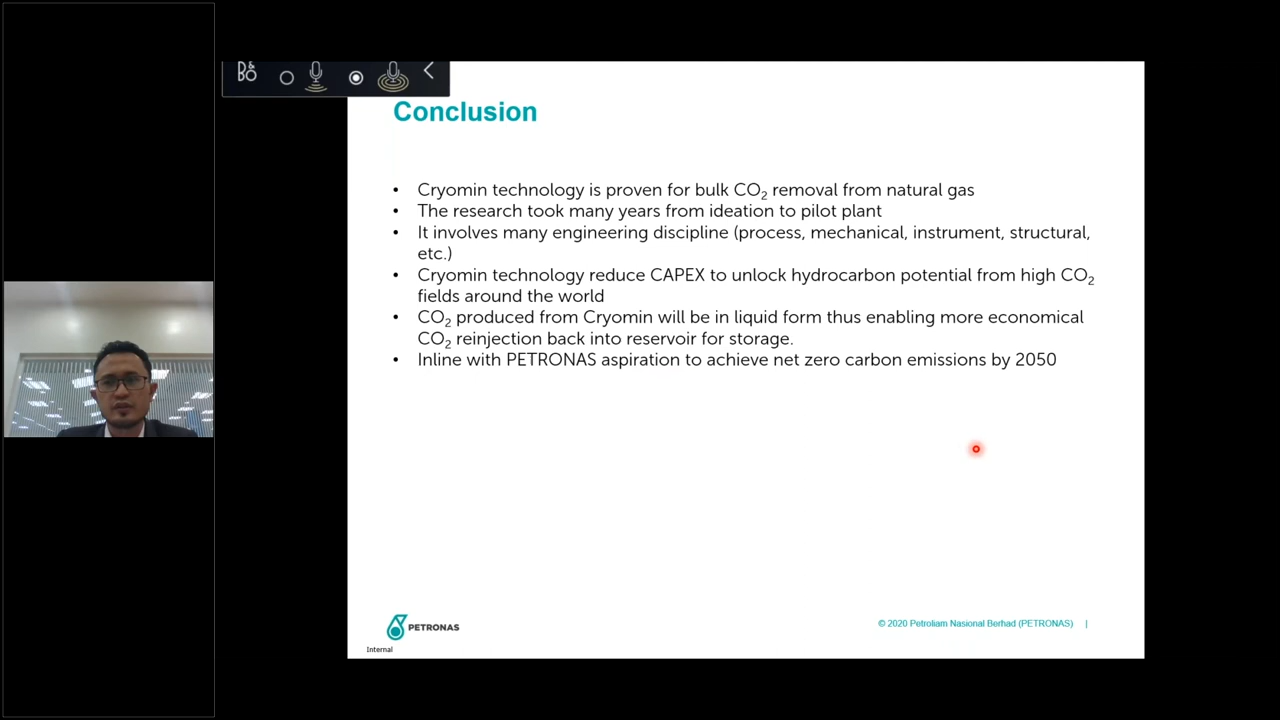 B&O
Conclusion
• Cryomin technology is proven for bulk CO₂ removal from natural gas
• The research took many years from ideation to pilot plant
• It involves many engineering discipline (process, mechanical, instrument, structural,
etc.)
• Cryomin technology reduce CAPEX to unlock hydrocarbon potential from high CO₂
fields around the world
• CO₂ produced from Cryomin will be in liquid form thus enabling more economical
CO₂ reinjection back into reservoir for storage.
• Inline with PETRONAS aspiration to achieve net zero carbon emissions by 2050
PETRONAS
© 2020 Petroliam Nasional Berhad (PETRONAS) |
Internal